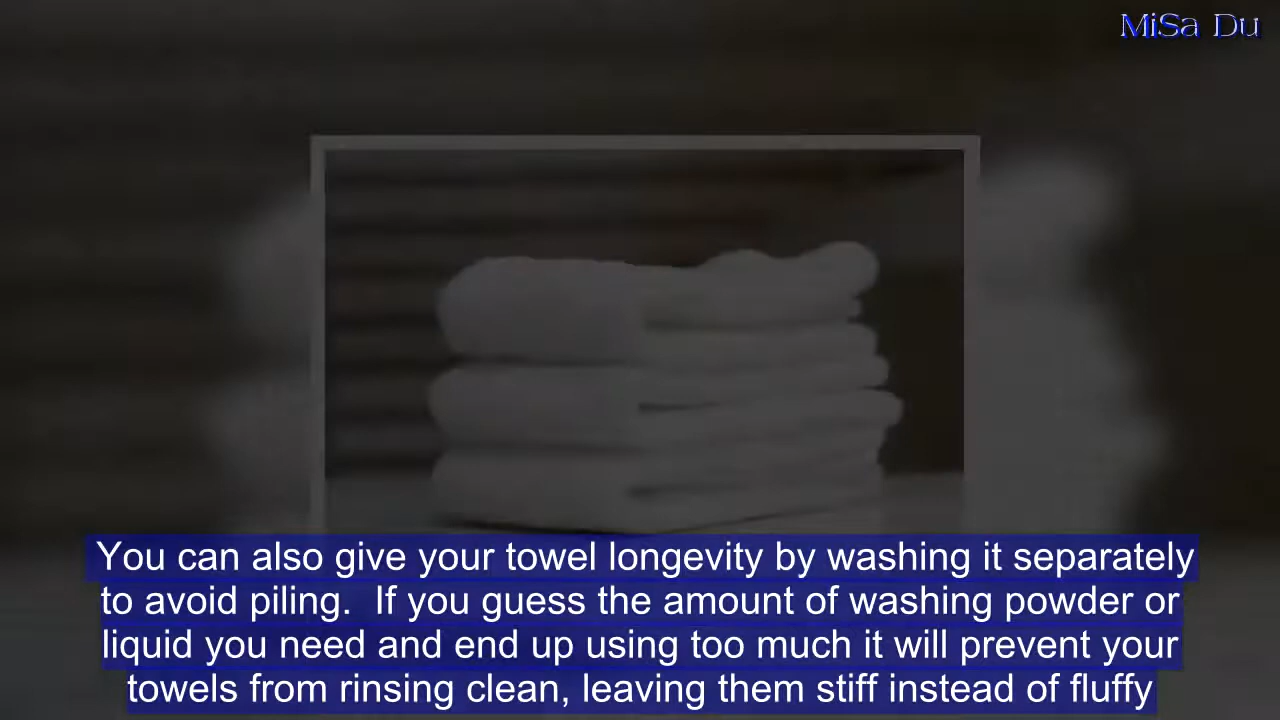 MiSa Du
You can also give your towel longevity by washing it separately
to avoid piling.  If you guess the amount of washing powder or
liquid you need and end up using too much it will prevent your
towels from rinsing clean, leaving them stiff instead of fluffy